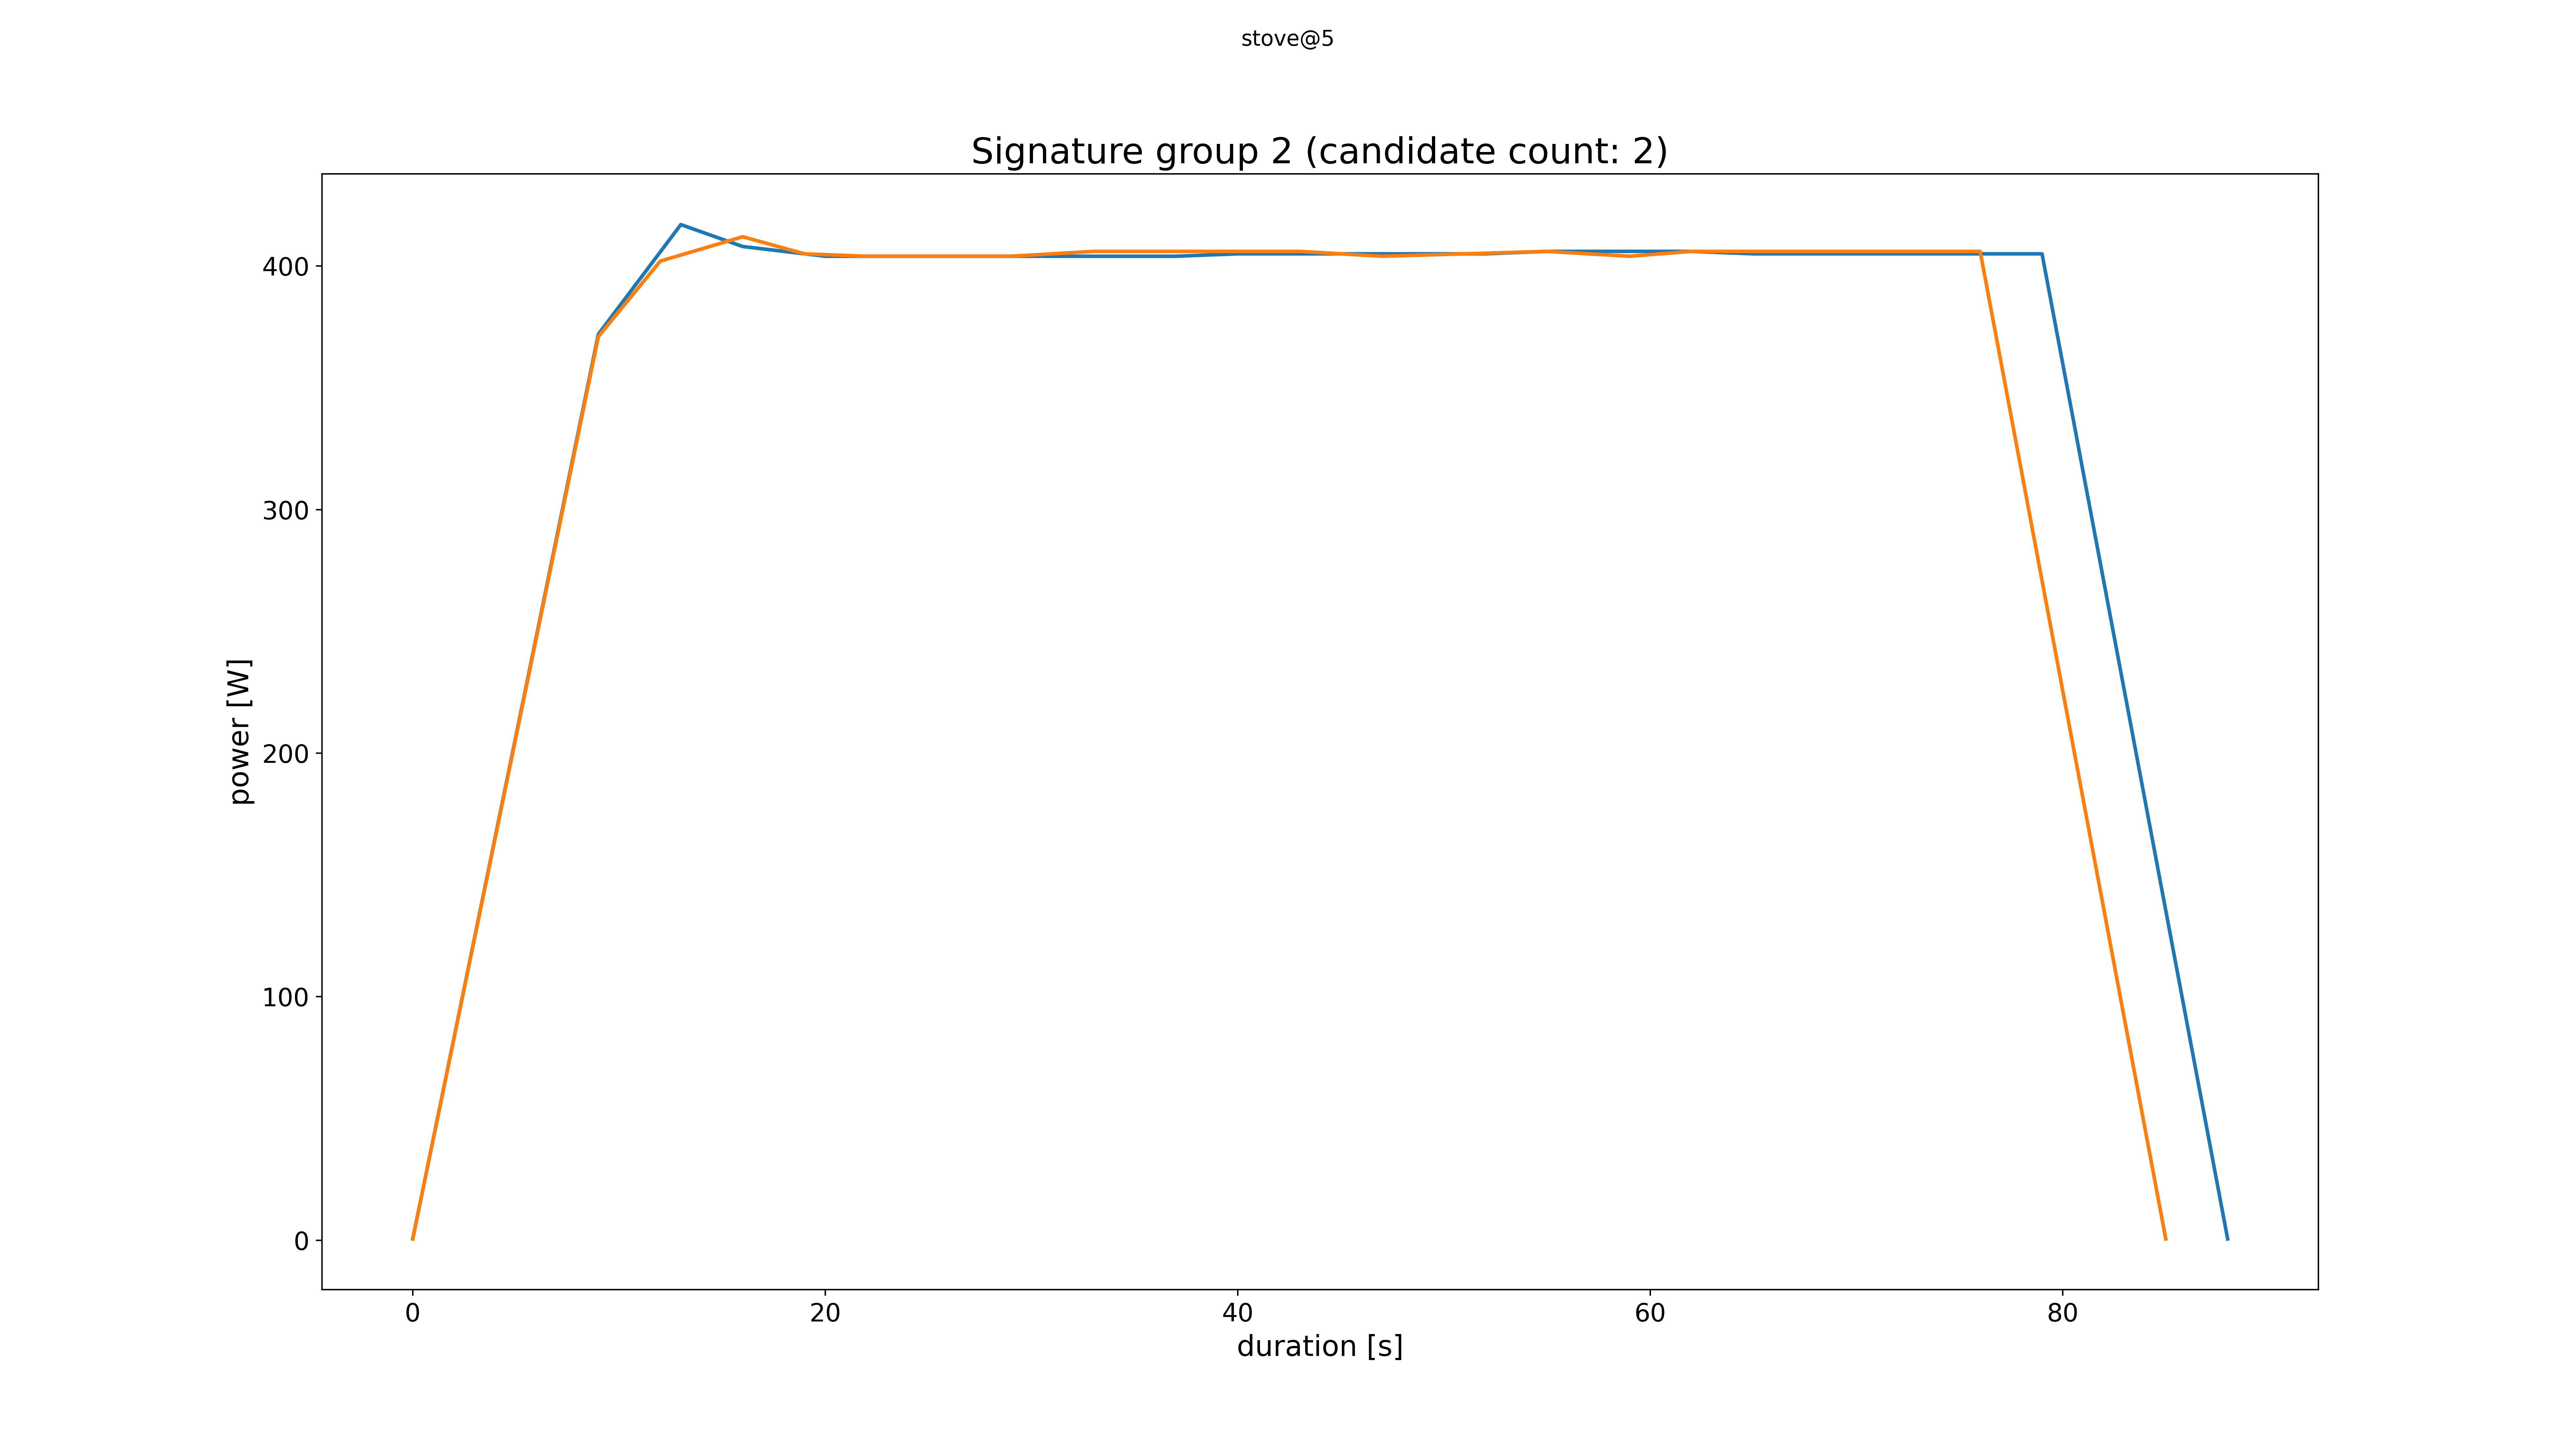 stove@5
Signature group 2 (candidate count: 2)
400
300
200
100
0
power [W]
0 20 40 60 80
duration [s]